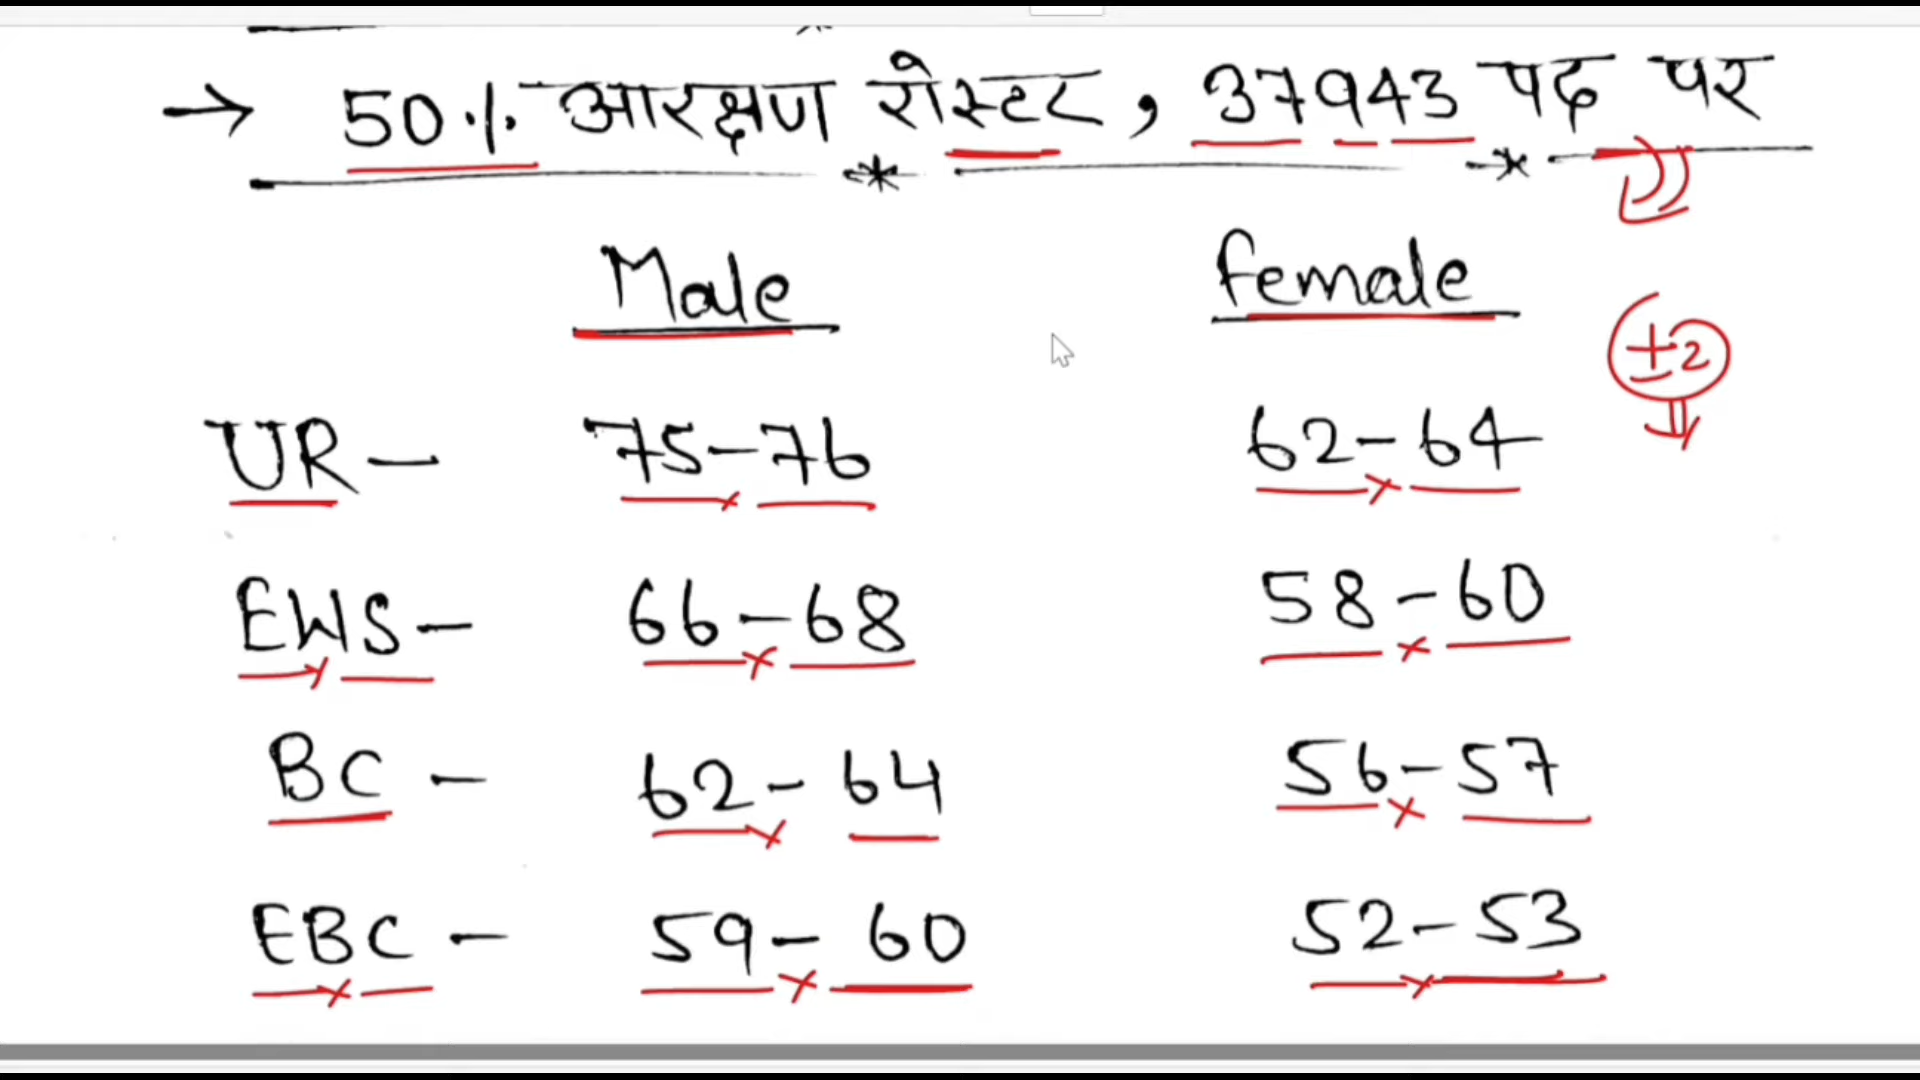 → 50% आरक्षण रोस्टर, 37943 पद पर
Male female
±2
UR - 75-76 62-64
EWS - 66-68 58-60
BC - 62-64 56-57
EBC - 59-60 52-53